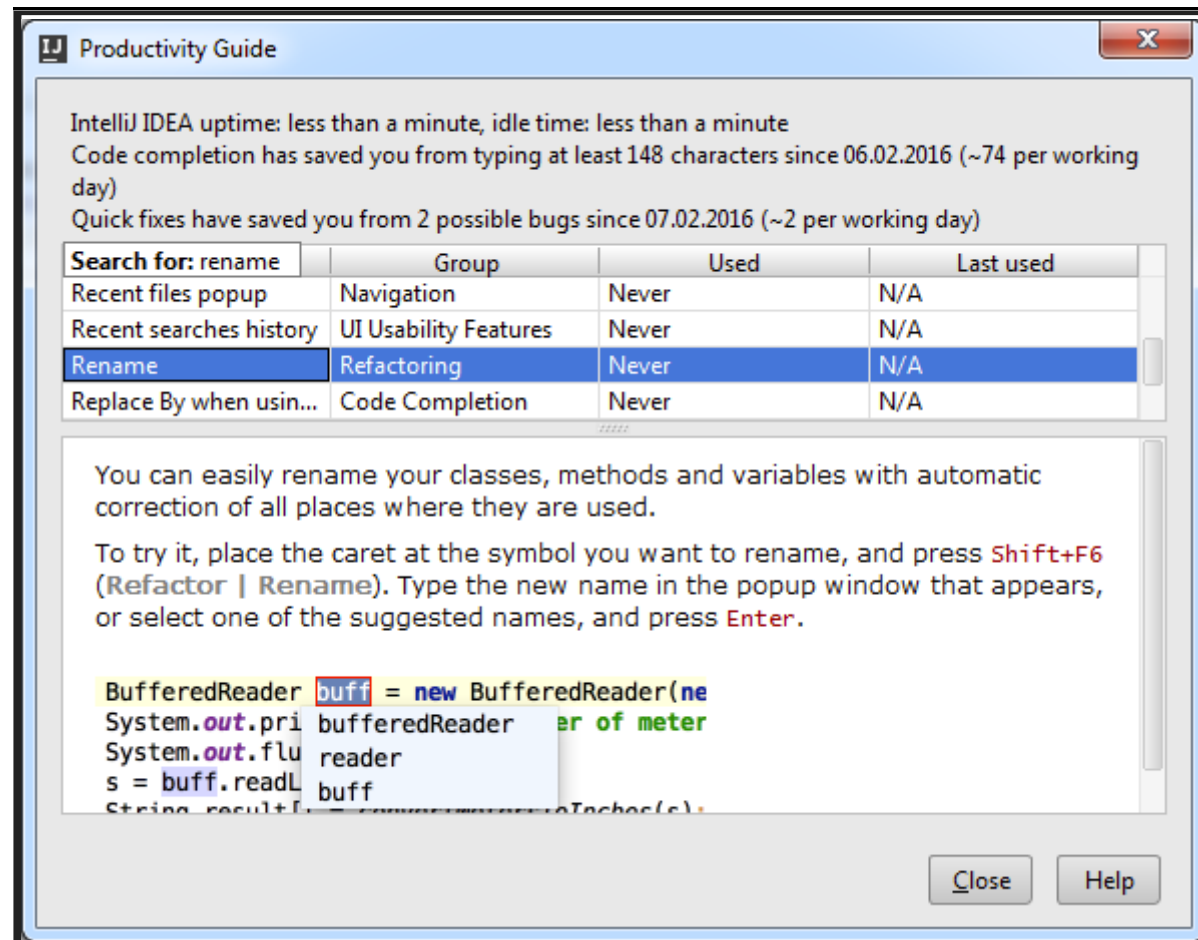 IJ Productivity Guide
IntelliJ IDEA uptime: less than a minute, idle time: less than a minute
Code completion has saved you from typing at least 148 characters since 06.02.2016 (~74 per working
day)
Quick fixes have saved you from 2 possible bugs since 07.02.2016 (~2 per working day)
Search for: rename Group Used Last used
Recent files popup Navigation Never N/A
Recent searches history UI Usability Features Never N/A
Rename Refactoring Never N/A
Replace By when usin... Code Completion Never N/A
You can easily rename your classes, methods and variables with automatic
correction of all places where they are used.
To try it, place the caret at the symbol you want to rename, and press Shift+F6
(Refactor | Rename). Type the new name in the popup window that appears,
or select one of the suggested names, and press Enter.
BufferedReader buff = new BufferedReader(ne
System.out.pri er of meter
bufferedReader
System.out.flu
reader
s = buff.readL
buff
String result[
Inches(s);
Close Help